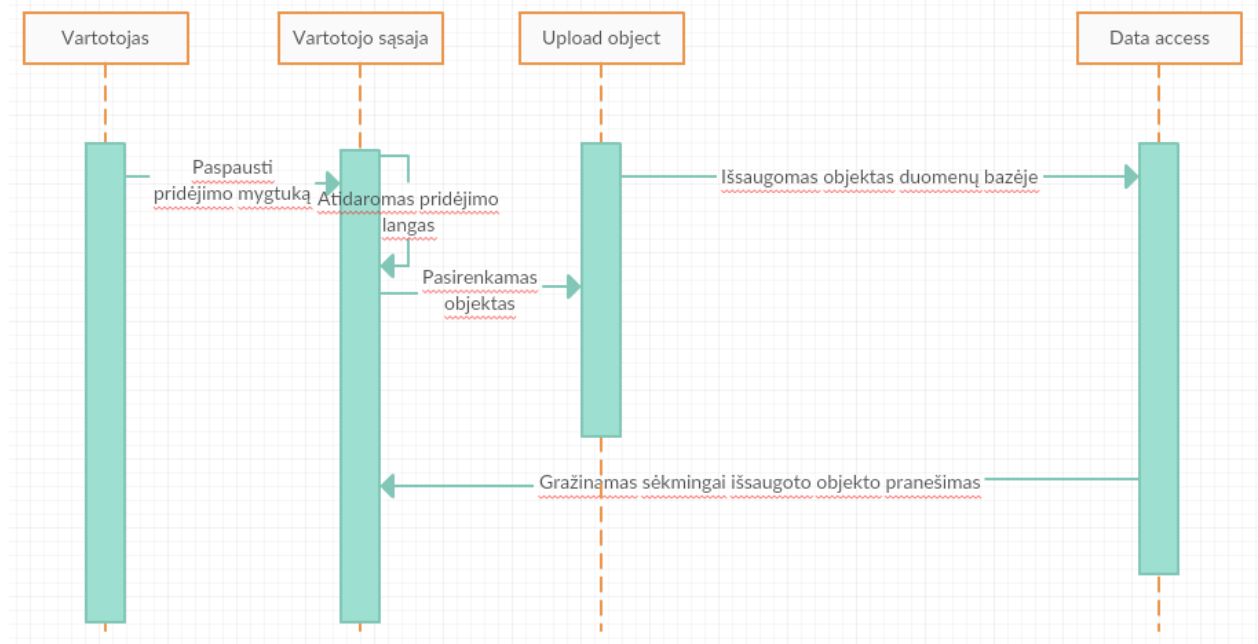 Vartotojas
Vartotojo sąsaja
Upload object
Data access
Paspausti
pridėjimo mygtuką
Atidaromas pridėjimo
langas
Pasirenkamas
objektas
Išsaugomas objektas duomenų bazėje
Gražinamas sėkmingai išsaugoto objekto pranešimas